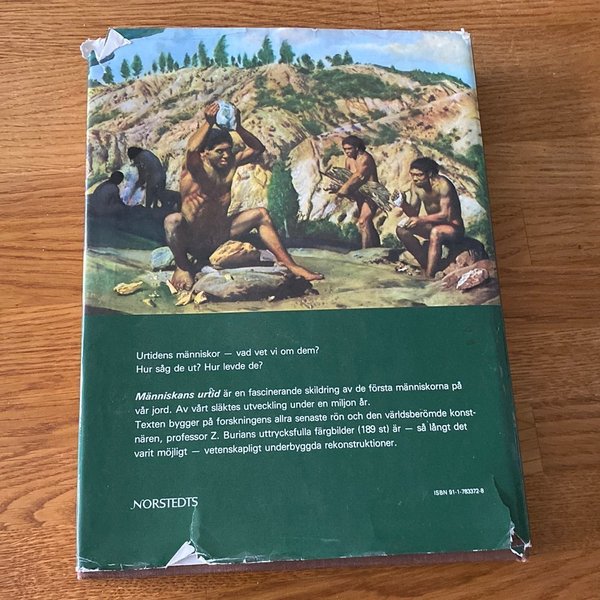 Urtidens människor – vad vet vi om dem?
Hur såg de ut? Hur levde de?
Människans urtid är en fascinerande skildring av de första människorna på
vår jord. Av vårt släktes utveckling under en miljon år.
Texten bygger på forskningens allra senaste rön och den världsberömde konst-
nären, professor Z. Burians uttrycksfulla färgbilder (189 st) är – så långt det
varit möjligt – vetenskapligt underbyggda rekonstruktioner.
NORSTEDTS
ISBN 91-1-783372-8